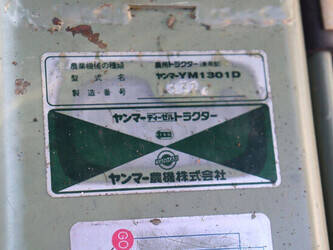 農業機械の種類 農用トラクター(乗用型)
型式名 ヤンマーYM1301D
製造番号
ヤンマーディーゼルトラクター
ヤンマー農機株式会社
GO